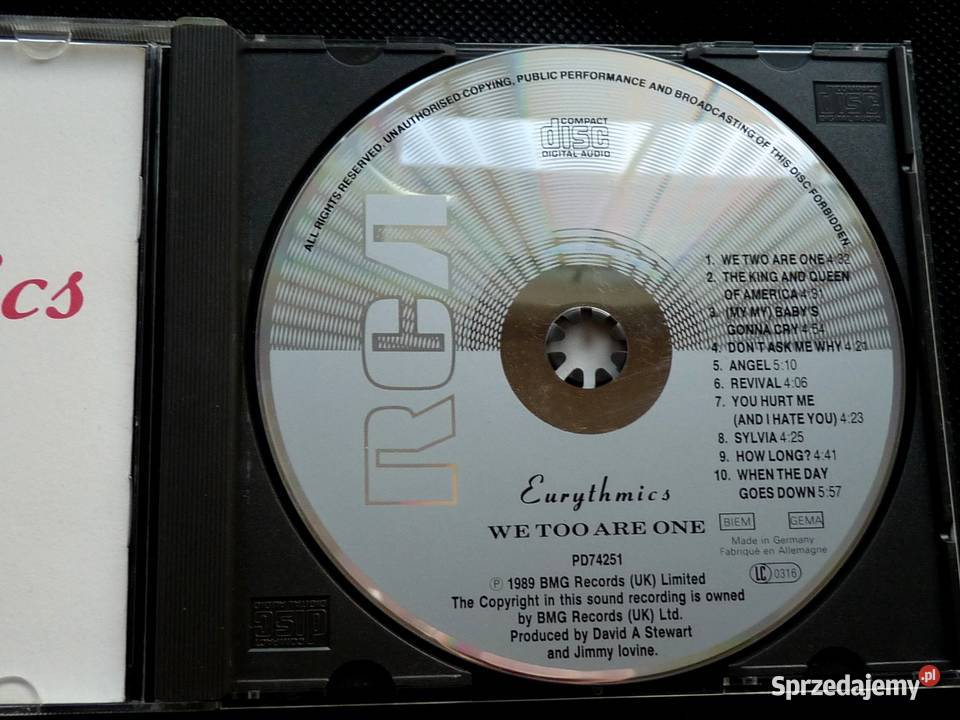 ics
ALL RIGHTS RESERVED. UNAUTHORISED COPYING, PUBLIC PERFORMANCE AND BROADCASTING OF THIS DISC FORBIDDEN
COMPACT
disc
DIGITAL AUDIO
RCA
1. WE TWO ARE ONE 4:32
2. THE KING AND QUEEN
OF AMERICA 4:31
3. (MY MY) BABY'S
GONNA CRY 4:54
4. DON'T ASK ME WHY 4:21
5. ANGEL 5:10
6. REVIVAL 4:06
7. YOU HURT ME
(AND I HATE YOU) 4:23
8. SYLVIA 4:25
9. HOW LONG? 4:41
10. WHEN THE DAY
GOES DOWN 5:57
Eurythmics
WE TOO ARE ONE
BIEM GEMA
Made in Germany
Fabriqué en Allemagne
LC 0316
PD74251
℗ 1989 BMG Records (UK) Limited
The Copyright in this sound recording is owned
by BMG Records (UK) Ltd.
Produced by David A Stewart
and Jimmy Iovine.
Sprzedajemy.pl